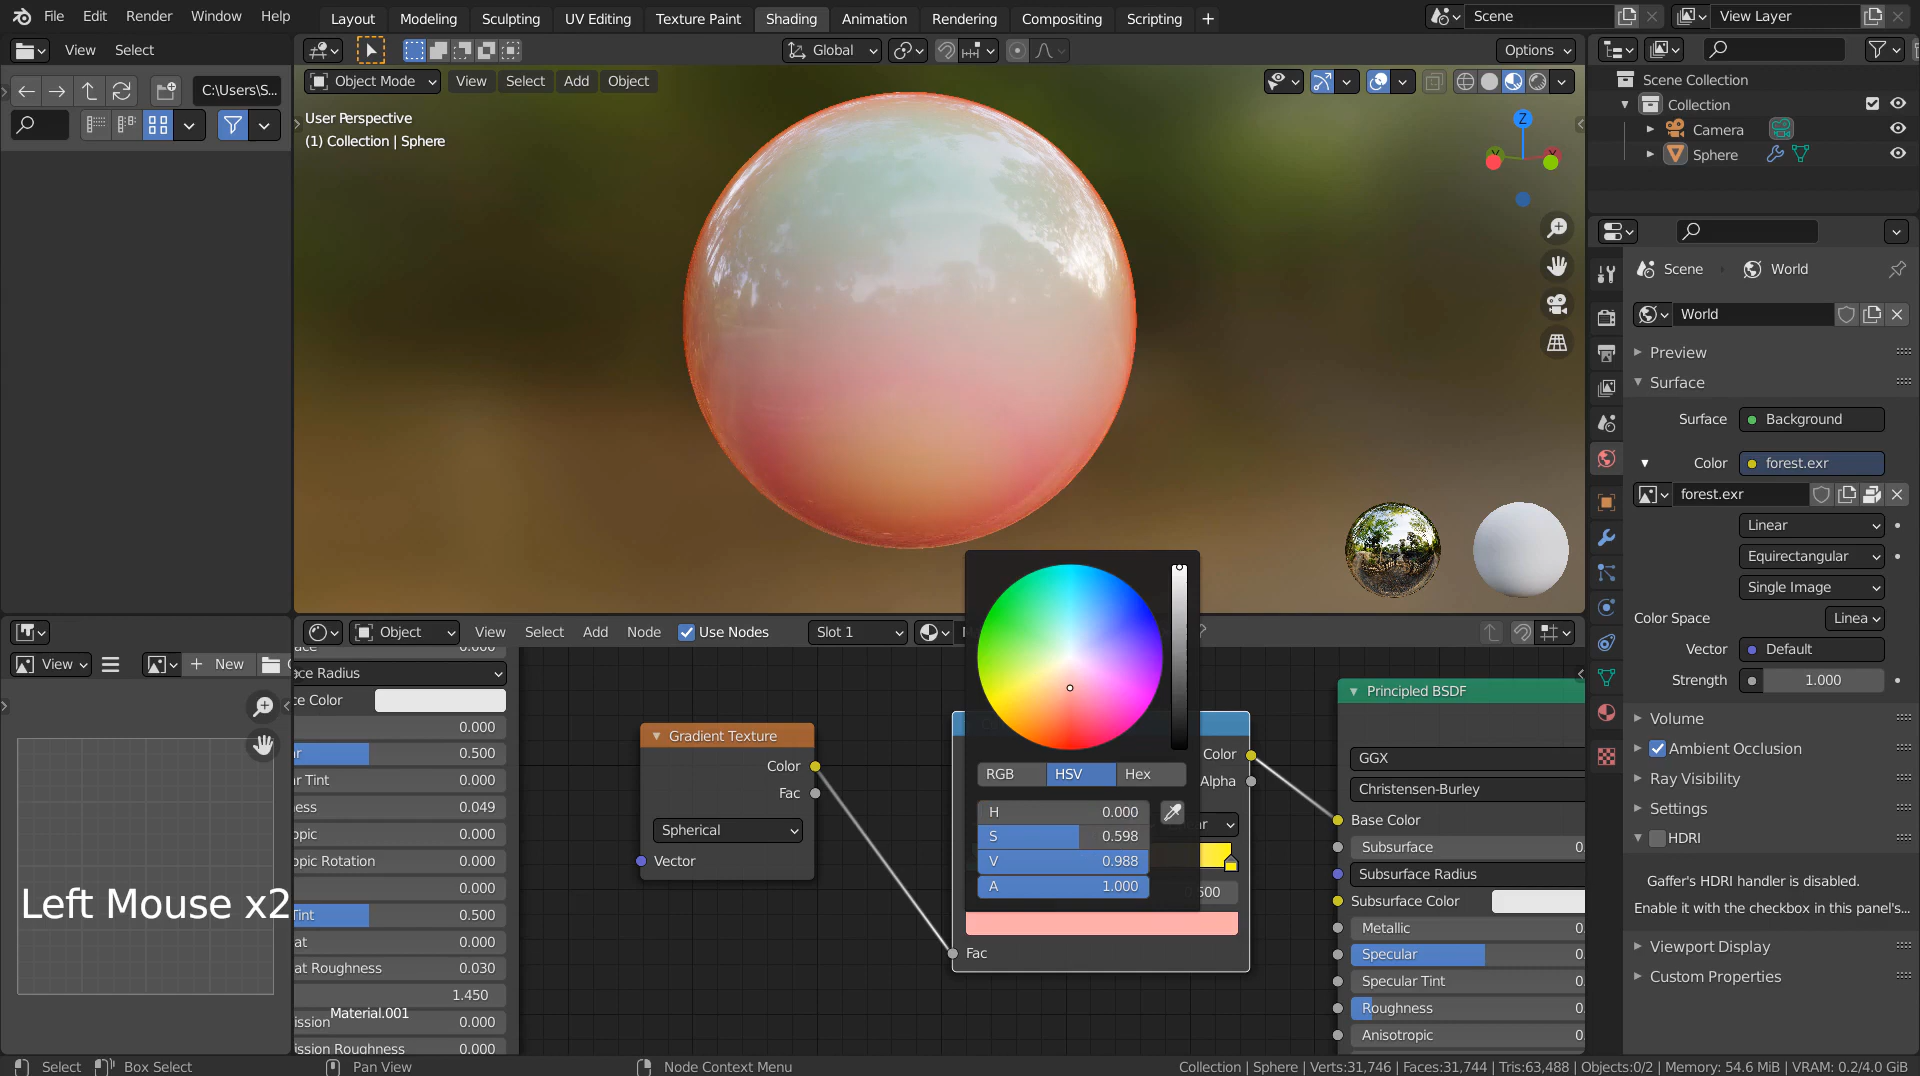 File Edit Render Window Help
Layout Modeling Sculpting UV Editing Texture Paint Shading Animation Rendering Compositing Scripting +
Scene
View Layer
View Select
Global
Options
C:\Users\S...
Object Mode View Select Add Object
User Perspective
(1) Collection | Sphere
Z
Scene Collection
Collection
Camera
Sphere
Scene World
World
Preview
Surface
Surface Background
Color forest.exr
forest.exr
Linear
Equirectangular
Single Image
Color Space Linea
Vector Default
Strength 1.000
Volume
Ambient Occlusion
Ray Visibility
Settings
HDRI
Gaffer's HDRI handler is disabled.
Enable it with the checkbox in this panel's...
Viewport Display
Custom Properties
Object View Select Add Node Use Nodes Slot 1
View New
ace Radius
ce Color
0.000
0.500
r Tint 0.000
ness 0.049
opic 0.000
opic Rotation 0.000
0.000
Tint 0.500
at 0.000
at Roughness 0.030
1.450
Material.001
ission 0.000
ission Roughness 0.000
Left Mouse x2
Gradient Texture
Color
Fac
Spherical
Vector
RGB HSV Hex
H 0.000
S 0.598
V 0.988
A 1.000
Color
Alpha
ar
Fac
Principled BSDF
GGX
Christensen-Burley
Base Color
Subsurface 0.
Subsurface Radius
Subsurface Color
Metallic 0.
Specular 0.
Specular Tint 0.
Roughness 0.
Anisotropic 0.
Select Box Select Pan View Node Context Menu
Collection | Sphere | Verts:31,746 | Faces:31,744 | Tris:63,488 | Objects:0/2 | Memory: 54.6 MiB | VRAM: 0.2/4.0 GiB